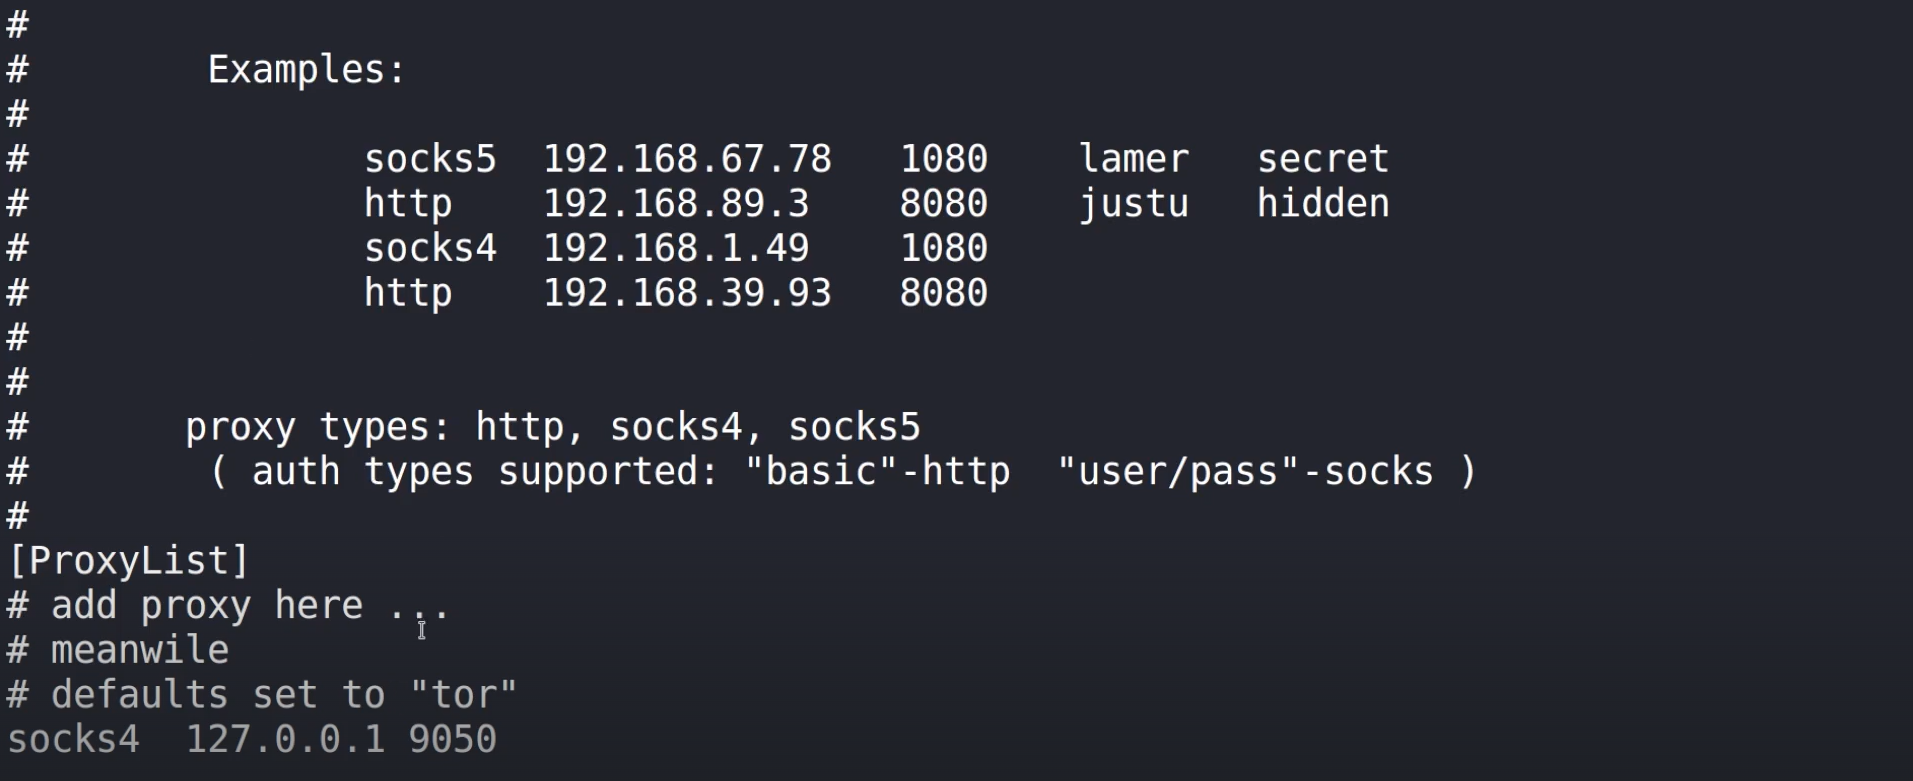 #
# Examples:
#
# socks5 192.168.67.78 1080 lamer secret
# http 192.168.89.3 8080 justu hidden
# socks4 192.168.1.49 1080
# http 192.168.39.93 8080
#
#
# proxy types: http, socks4, socks5
# ( auth types supported: "basic"-http "user/pass"-socks )
#
[ProxyList]
# add proxy here ...
# meanwile
# defaults set to "tor"
socks4 127.0.0.1 9050